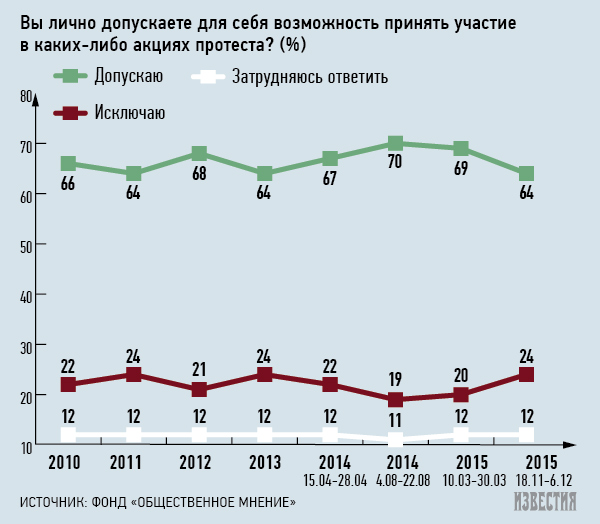 Вы лично допускаете для себя возможность принять участие
в каких-либо акциях протеста? (%)
Допускаю Затрудняюсь ответить
Исключаю
80
70
60
50
40
30
20
10
66 64 68 64 67 70 69 64
22 24 21 24 22 19 20 24
12 12 12 12 12 11 12 12
2010 2011 2012 2013 2014 2014 2015 2015
15.04–28.04 4.08–22.08 10.03–30.03 18.11–6.12
ИСТОЧНИК: ФОНД «ОБЩЕСТВЕННОЕ МНЕНИЕ»
ИЗВЕСТИЯ